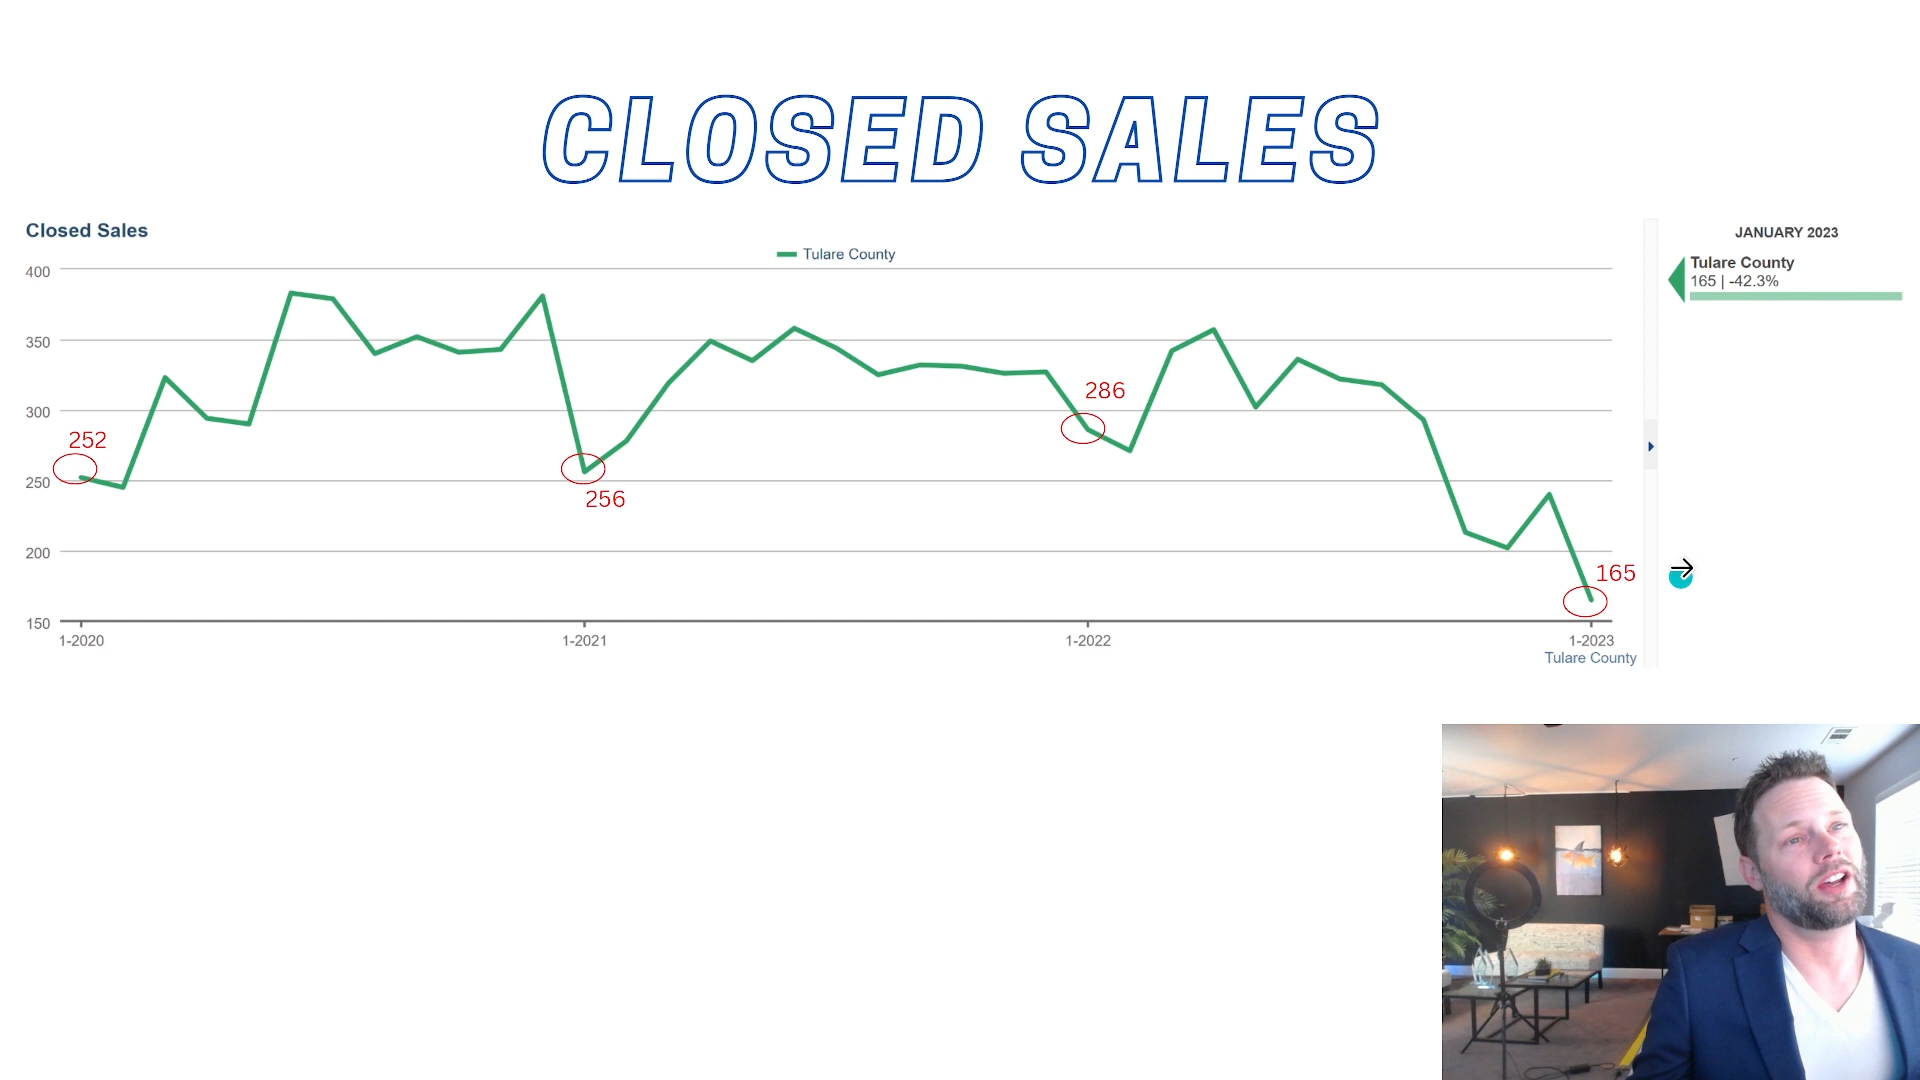 CLOSED SALES
Closed Sales
Tulare County
400
350
300
250
200
150
252
256
286
165
1-2020
1-2021
1-2022
1-2023
Tulare County
JANUARY 2023
Tulare County
165 | -42.3%